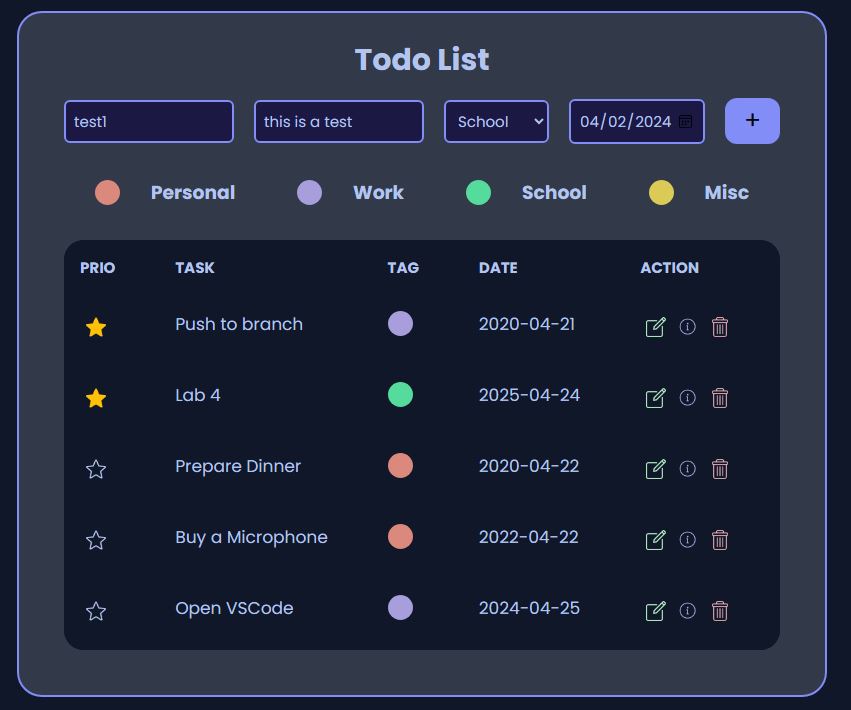 Todo List
test1 this is a test School 04/02/2024 +
Personal Work School Misc
PRIO TASK TAG DATE ACTION
Push to branch 2020-04-21
Lab 4 2025-04-24
Prepare Dinner 2020-04-22
Buy a Microphone 2022-04-22
Open VSCode 2024-04-25